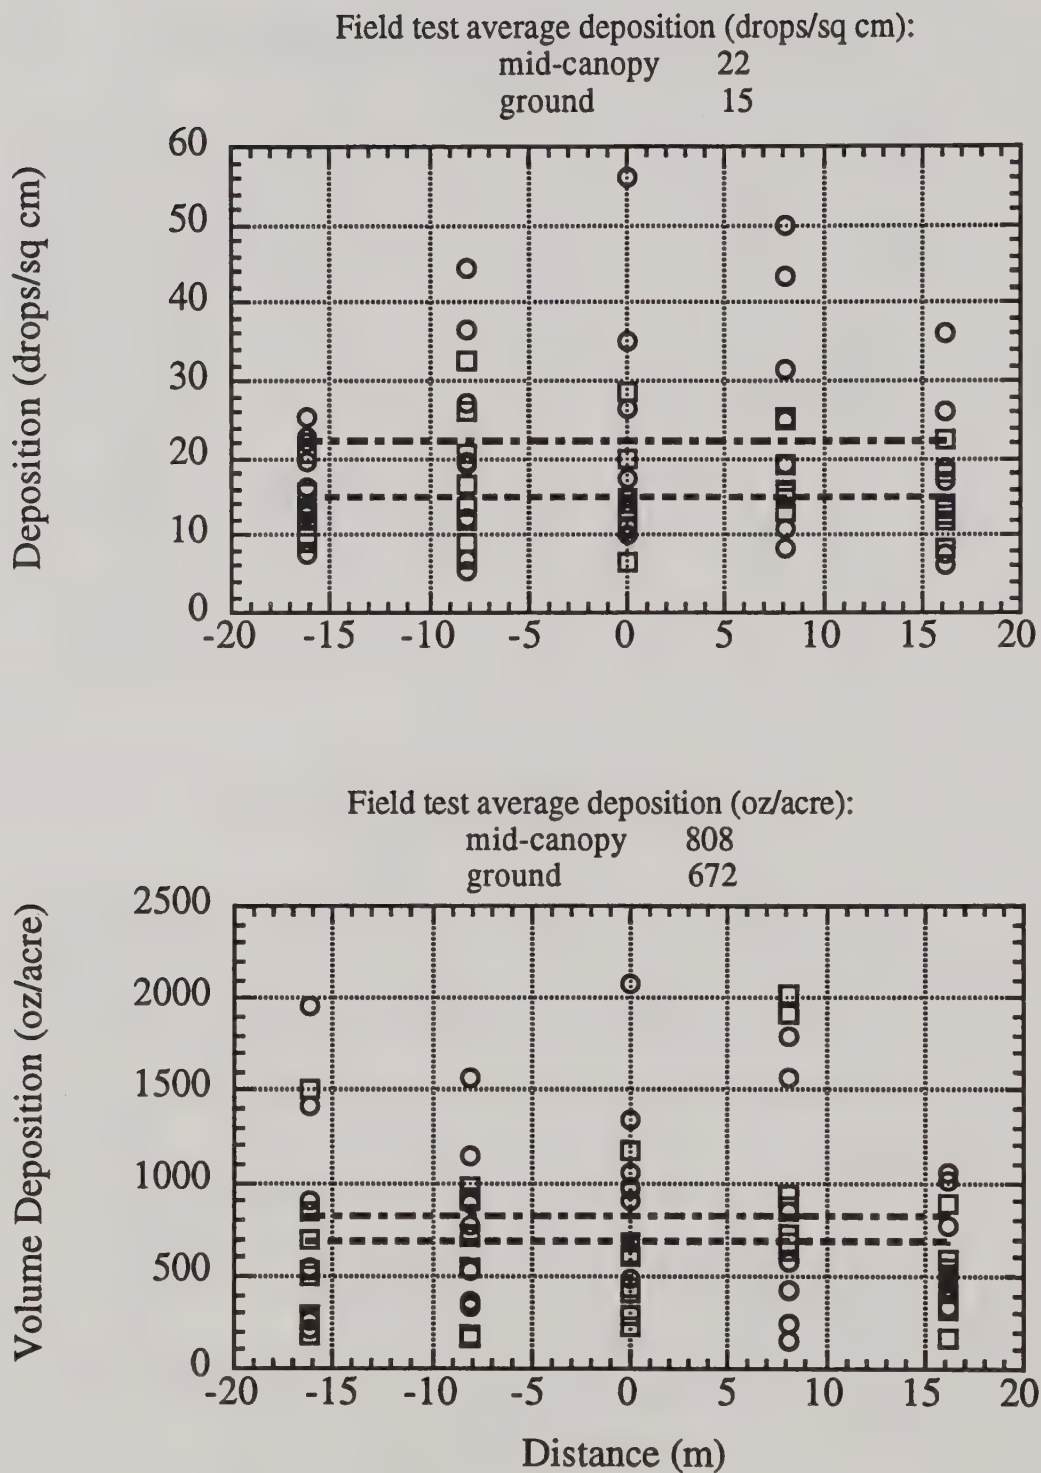 Field test average deposition (drops/sq cm):
mid-canopy 22
ground 15
Deposition (drops/sq cm)
60
50
40
30
20
10
0
-20 -15 -10 -5 0 5 10 15 20
Field test average deposition (oz/acre):
mid-canopy 808
ground 672
Volume Deposition (oz/acre)
2500
2000
1500
1000
500
0
-20 -15 -10 -5 0 5 10 15 20
Distance (m)